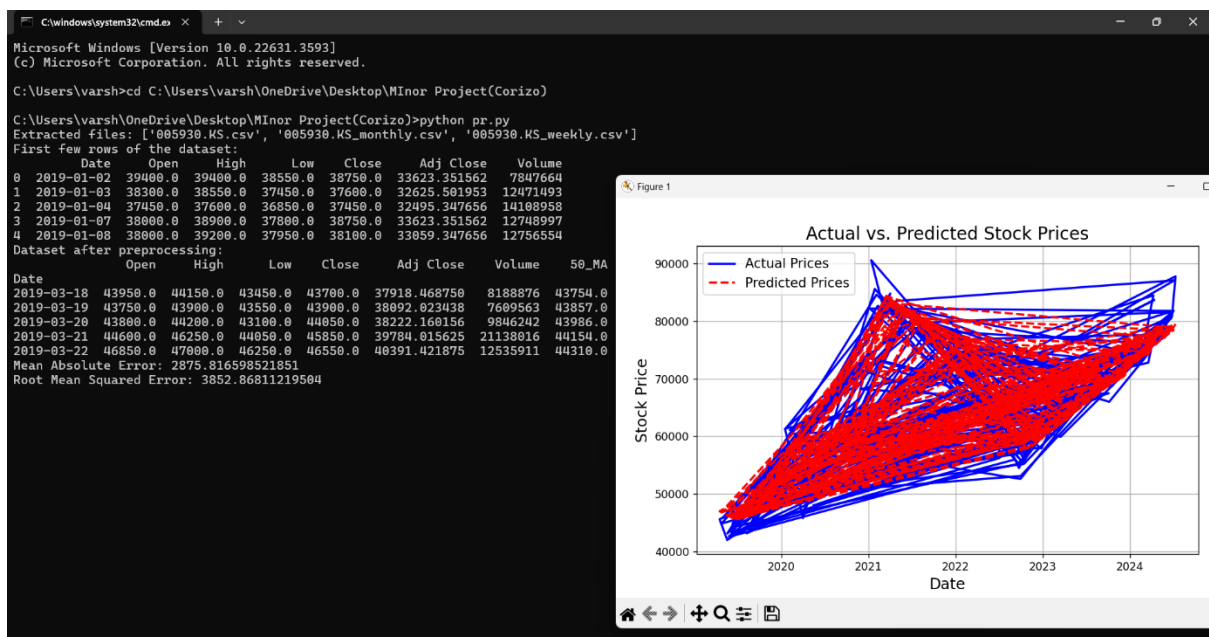 C:\windows\system32\cmd.ex
Microsoft Windows [Version 10.0.22631.3593]
(c) Microsoft Corporation. All rights reserved.
C:\Users\varsh>cd C:\Users\varsh\OneDrive\Desktop\MInor Project(Corizo)
C:\Users\varsh\OneDrive\Desktop\MInor Project(Corizo)>python pr.py
Extracted files: ['005930.KS.csv', '005930.KS_monthly.csv', '005930.KS_weekly.csv']
First few rows of the dataset:
Date Open High Low Close Adj Close Volume
0 2019-01-02 39400.0 39400.0 38550.0 38750.0 33623.351562 7847664
1 2019-01-03 38300.0 38550.0 37450.0 37600.0 32625.501953 12471493
2 2019-01-04 37450.0 37600.0 36850.0 37450.0 32495.347656 14108958
3 2019-01-07 38000.0 38900.0 37800.0 38750.0 33623.351562 12748997
4 2019-01-08 38000.0 39200.0 37950.0 38100.0 33059.347656 12756554
Dataset after preprocessing:
Open High Low Close Adj Close Volume 50_MA
Date
2019-03-18 43950.0 44150.0 43450.0 43700.0 37918.468750 8188876 43754.0
2019-03-19 43750.0 43900.0 43550.0 43900.0 38092.023438 7609563 43857.0
2019-03-20 43800.0 44200.0 43100.0 44050.0 38222.160156 9846242 43986.0
2019-03-21 44600.0 46250.0 44050.0 45850.0 39784.015625 21138016 44154.0
2019-03-22 46850.0 47000.0 46250.0 46550.0 40391.421875 12535911 44310.0
Mean Absolute Error: 2875.816598521851
Root Mean Squared Error: 3852.86811219504
Figure 1
Actual vs. Predicted Stock Prices
Actual Prices
Predicted Prices
90000
80000
70000
60000
50000
40000
Stock Price
2020 2021 2022 2023 2024
Date